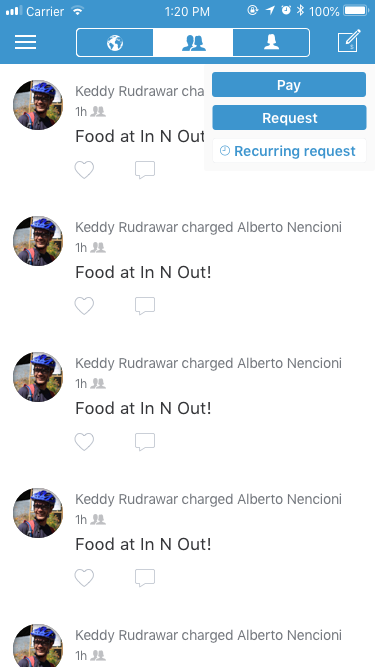 Carrier 1:20 PM 100%
Pay
Request
Recurring request
Keddy Rudrawar cha
1h
Food at In N Out
Keddy Rudrawar charged Alberto Nencioni
1h
Food at In N Out!
Keddy Rudrawar charged Alberto Nencioni
1h
Food at In N Out!
Keddy Rudrawar charged Alberto Nencioni
1h
Food at In N Out!
Keddy Rudrawar charged Alberto Nencioni
1h